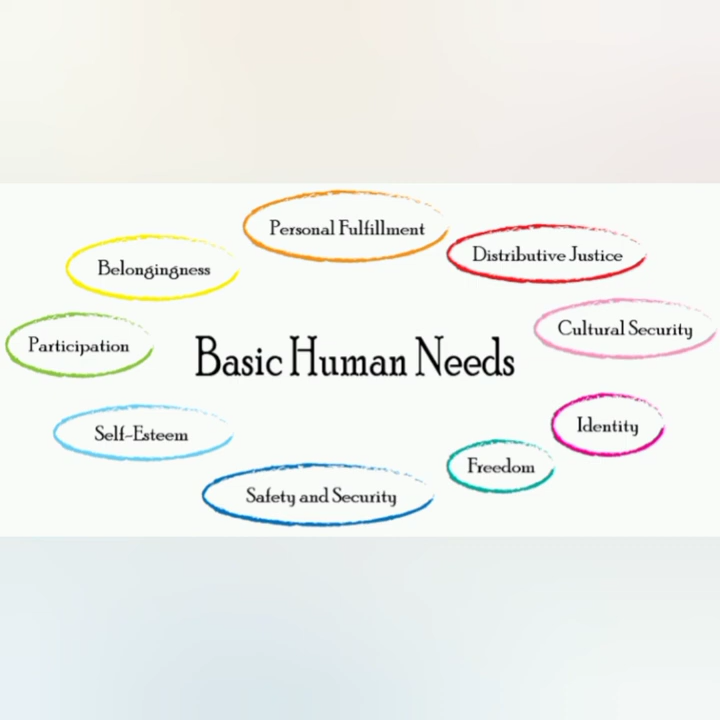 Personal Fulfillment
Distributive Justice
Belongingness
Cultural Security
Participation
Basic Human Needs
Identity
Self-Esteem
Freedom
Safety and Security